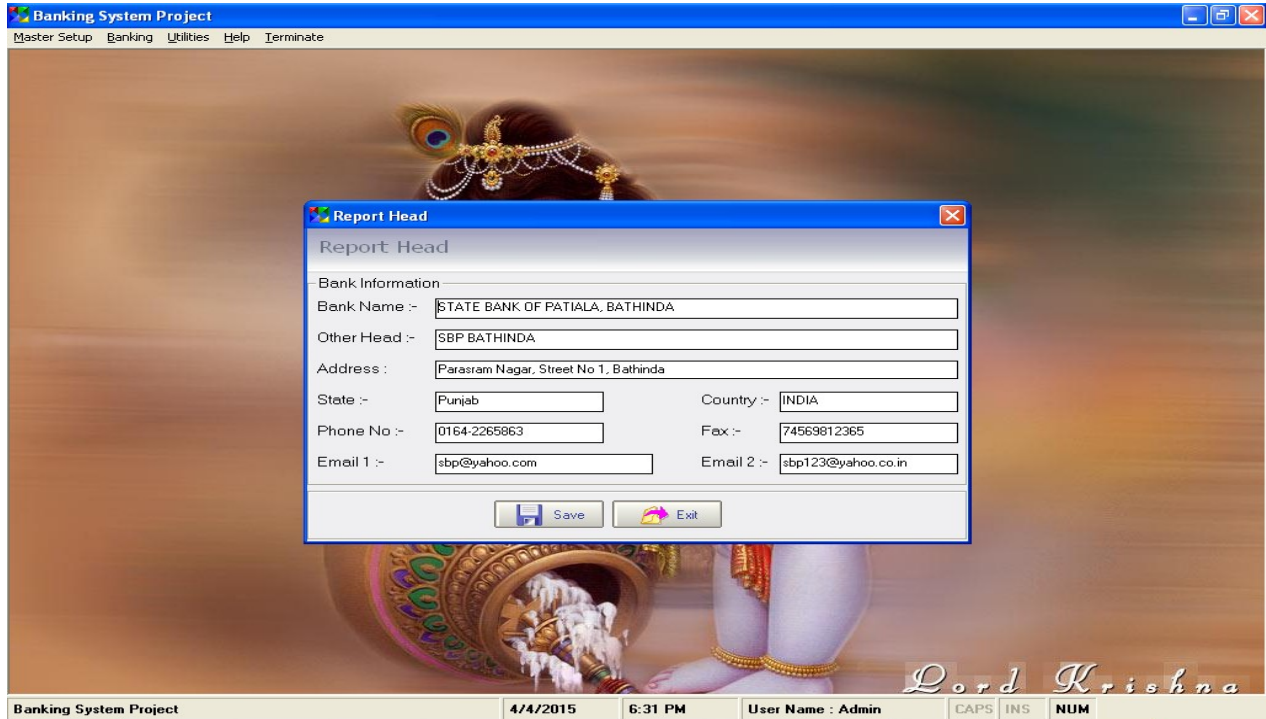 Banking System Project
Master Setup Banking Utilities Help Terminate
Report Head
Report Head
Bank Information
Bank Name :- STATE BANK OF PATIALA, BATHINDA
Other Head :- SBP BATHINDA
Address : Parasram Nagar, Street No 1, Bathinda
State :- Punjab Country :- INDIA
Phone No :- 0164-2265863 Fax :- 74569812365
Email 1 :- sbp@yahoo.com Email 2 :- sbp123@yahoo.co.in
Save Exit
Lord Krishna
Banking System Project 4/4/2015 6:31 PM User Name : Admin CAPS INS NUM